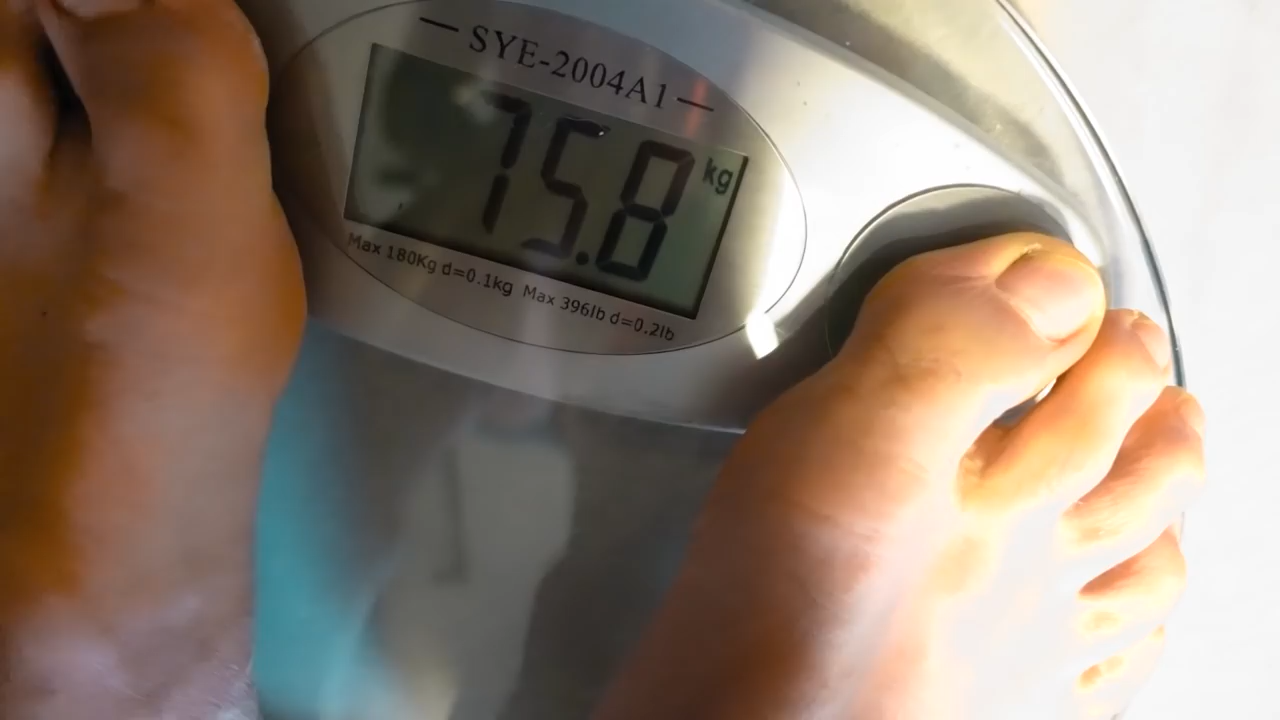 — SYE-2004A1 —
75.8 kg
Max 180Kg d=0.1kg Max 396lb d=0.2lb